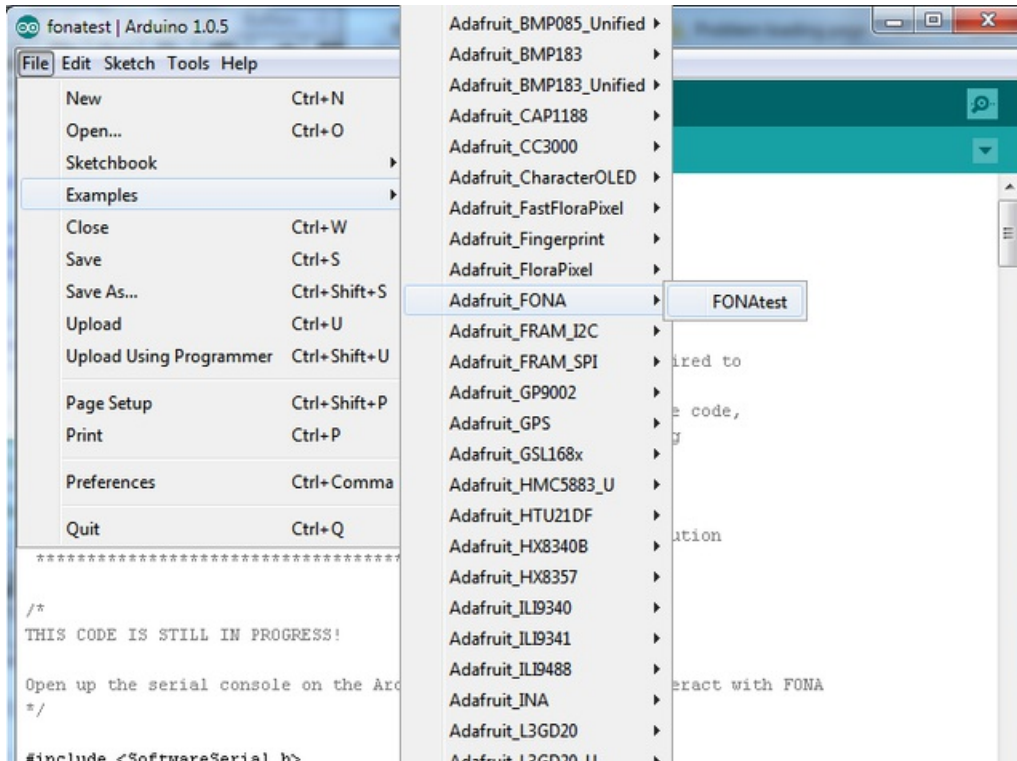 fonatest | Arduino 1.0.5
File Edit Sketch Tools Help
New Ctrl+N
Open... Ctrl+O
Sketchbook
Examples
Close Ctrl+W
Save Ctrl+S
Save As... Ctrl+Shift+S
Upload Ctrl+U
Upload Using Programmer Ctrl+Shift+U
Page Setup Ctrl+Shift+P
Print Ctrl+P
Preferences Ctrl+Comma
Quit Ctrl+Q
Adafruit_BMP085_Unified
Adafruit_BMP183
Adafruit_BMP183_Unified
Adafruit_CAP1188
Adafruit_CC3000
Adafruit_CharacterOLED
Adafruit_FastFloraPixel
Adafruit_Fingerprint
Adafruit_FloraPixel
Adafruit_FONA
Adafruit_FRAM_I2C
Adafruit_FRAM_SPI
Adafruit_GP9002
Adafruit_GPS
Adafruit_GSL168x
Adafruit_HMC5883_U
Adafruit_HTU21DF
Adafruit_HX8340B
Adafruit_HX8357
Adafruit_ILI9340
Adafruit_ILI9341
Adafruit_ILI9488
Adafruit_INA
Adafruit_L3GD20
Adafruit_L3GD20_U
FONAtest
ired to
e code,
g
ution
************************************
/*
THIS CODE IS STILL IN PROGRESS!
Open up the serial console on the Ard eract with FONA
*/
#include <SoftwareSerial.h>